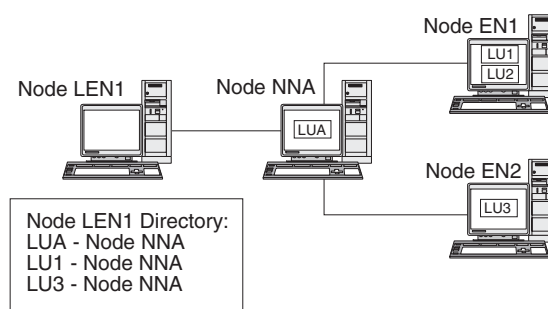 Node EN1
LU1
LU2
Node LEN1
Node NNA
LUA
Node EN2
LU3
Node LEN1 Directory:
LUA - Node NNA
LU1 - Node NNA
LU3 - Node NNA